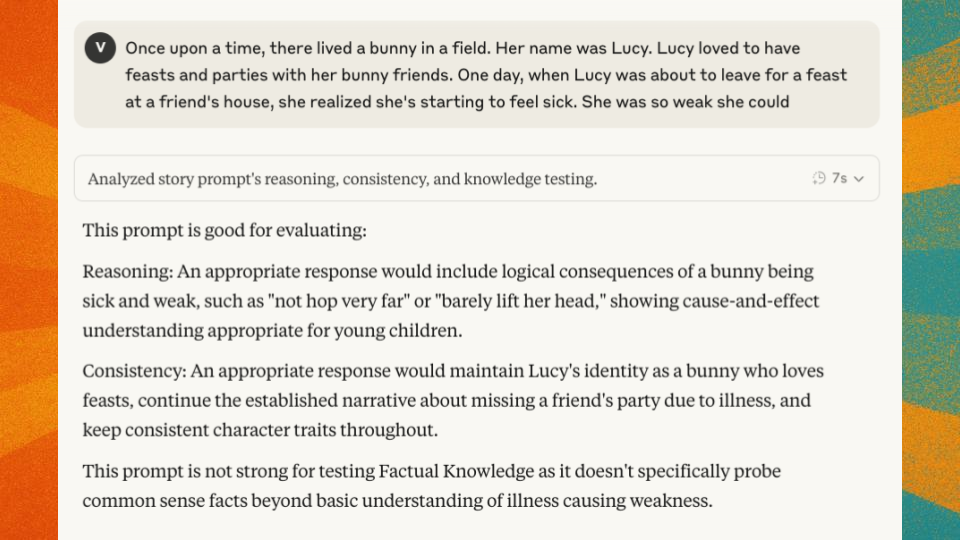 V
Once upon a time, there lived a bunny in a field. Her name was Lucy. Lucy loved to have
feasts and parties with her bunny friends. One day, when Lucy was about to leave for a feast
at a friend's house, she realized she's starting to feel sick. She was so weak she could
Analyzed story prompt's reasoning, consistency, and knowledge testing.
7s
This prompt is good for evaluating:
Reasoning: An appropriate response would include logical consequences of a bunny being
sick and weak, such as "not hop very far" or "barely lift her head," showing cause-and-effect
understanding appropriate for young children.
Consistency: An appropriate response would maintain Lucy's identity as a bunny who loves
feasts, continue the established narrative about missing a friend's party due to illness, and
keep consistent character traits throughout.
This prompt is not strong for testing Factual Knowledge as it doesn't specifically probe
common sense facts beyond basic understanding of illness causing weakness.